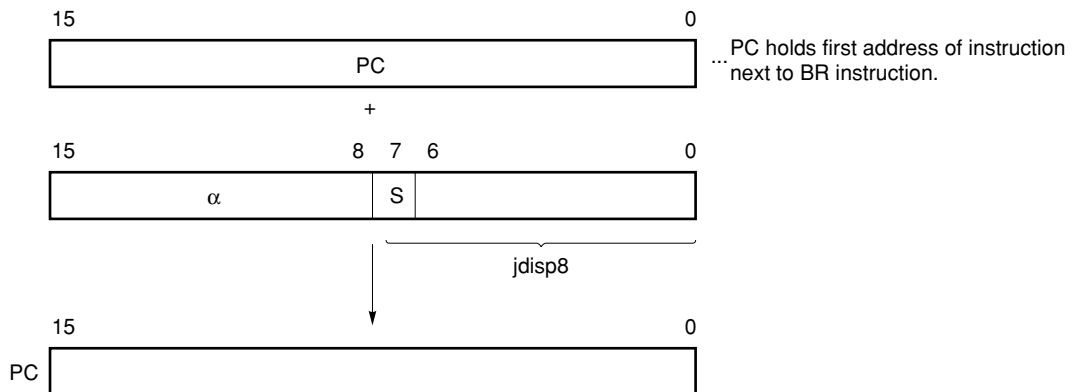 15 0
PC
... PC holds first address of instruction
next to BR instruction.
+
15 8 7 6 0
α S
jdisp8
15 0
PC